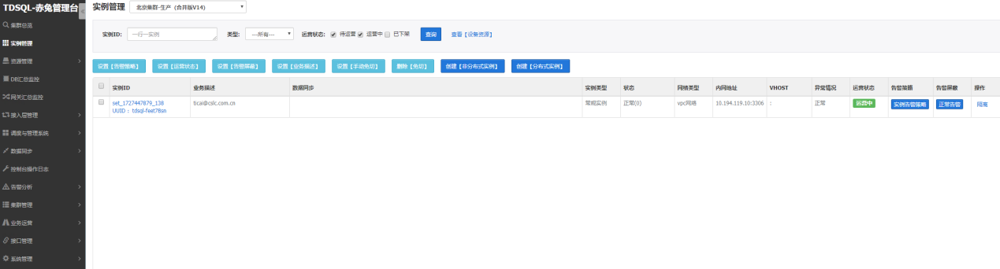 TDSQL-赤兔管理台
«
实例管理
北京集群-生产 (合并版V14)
集群总览
实例管理
资源管理
DB汇总监控
网关汇总监控
接入层管理
调度与管理系统
数据同步
控制台操作日志
告警分析
集群管理
业务运营
接口管理
系统管理
实例ID: 一行一实例 类型: ---所有--- 运营状态: 待运营 运营中 已下架 查询 查看【设备资源】
设置【告警策略】 设置【运营状态】 设置【告警屏蔽】 设置【业务描述】 设置【手动免切】 删除【免切】 创建【非分布式实例】 创建【分布式实例】
实例ID 业务描述 数据同步 实例类型 状态 网络类型 内网地址 VHOST 异常情况 运营状态 告警策略 告警屏蔽 操作
set_1727447879_138 ticai@cslc.com.cn 常规实例 正常(0) vpc网络 10.194.119.10:3306 : 正常 运营中 实例告警策略 正常告警 隔离
UUID : tdsql-feet78sn